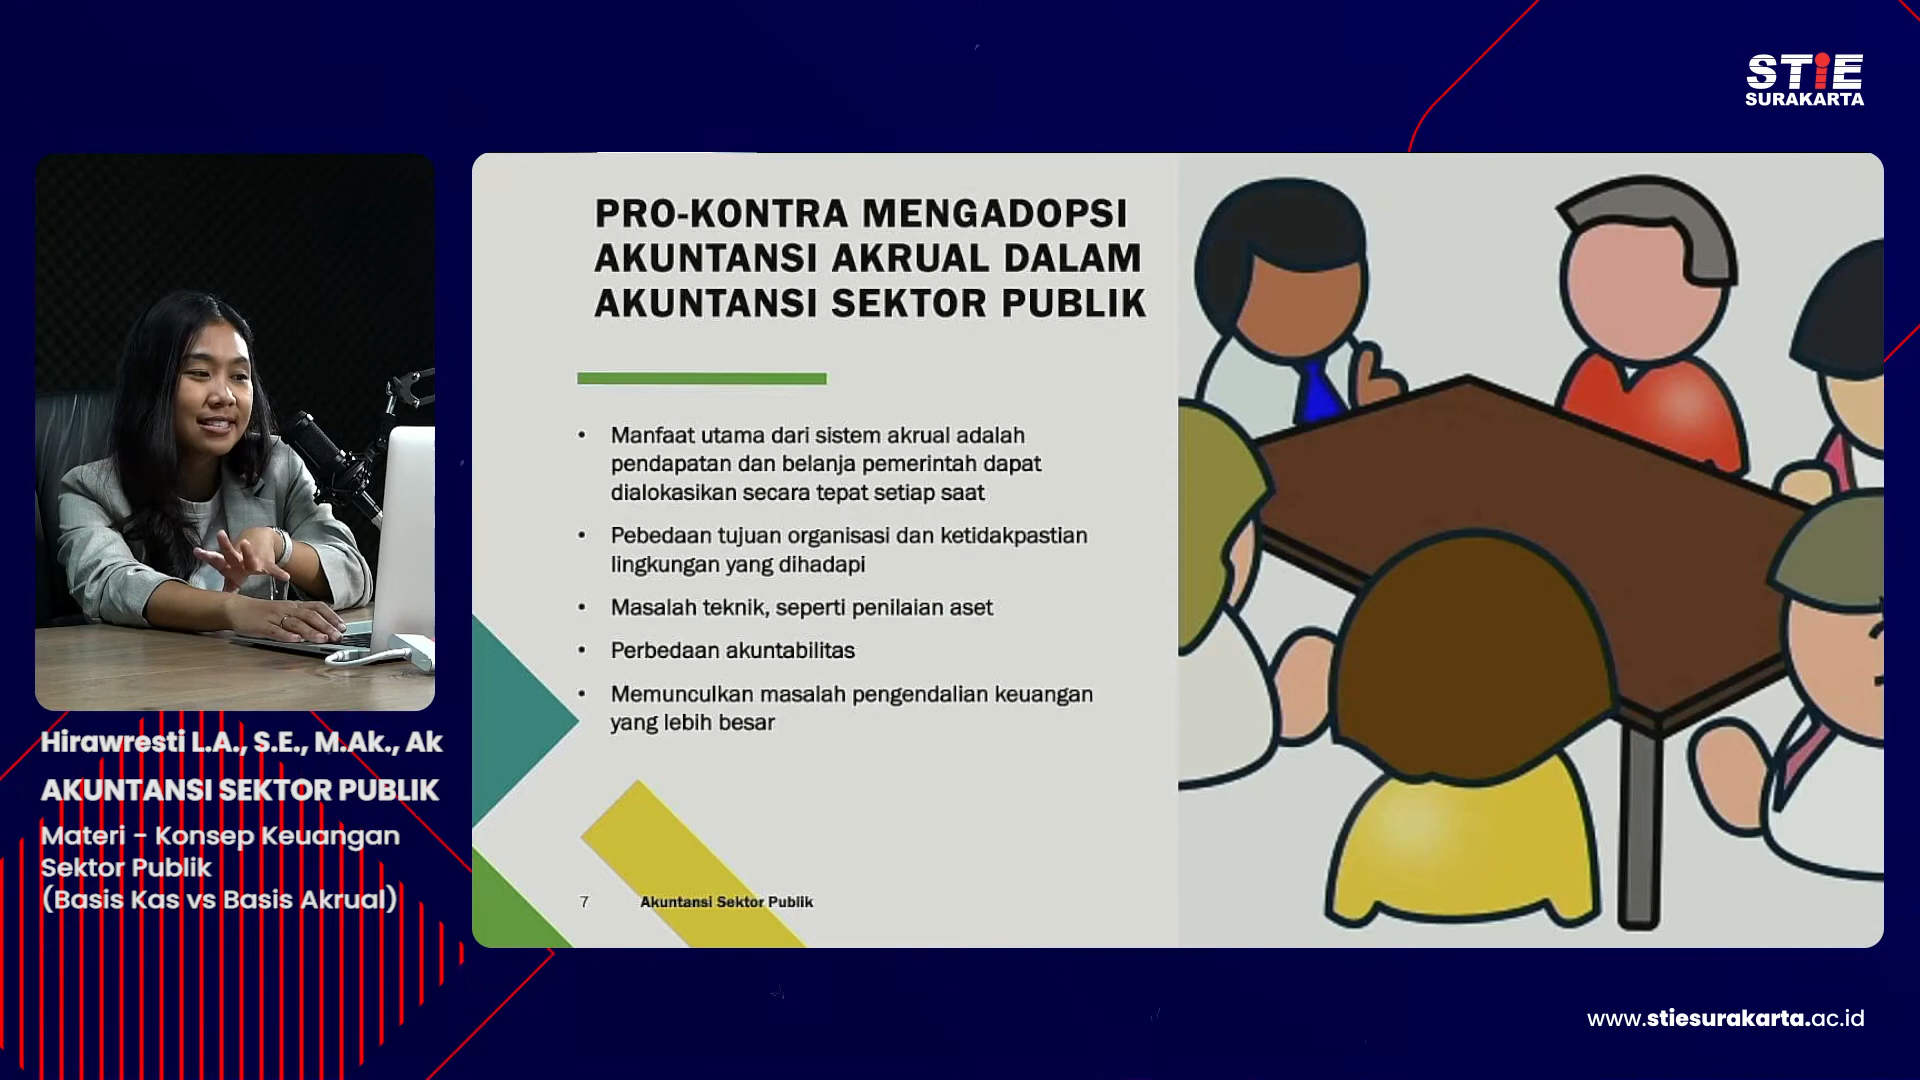 STiE
SURAKARTA
PRO-KONTRA MENGADOPSI
AKUNTANSI AKRUAL DALAM
AKUNTANSI SEKTOR PUBLIK
• Manfaat utama dari sistem akrual adalah
pendapatan dan belanja pemerintah dapat
dialokasikan secara tepat setiap saat
• Pebedaan tujuan organisasi dan ketidakpastian
lingkungan yang dihadapi
• Masalah teknik, seperti penilaian aset
• Perbedaan akuntabilitas
• Memunculkan masalah pengendalian keuangan
yang lebih besar
7 Akuntansi Sektor Publik
Hirawresti L.A., S.E., M.Ak., Ak
AKUNTANSI SEKTOR PUBLIK
Materi - Konsep Keuangan
Sektor Publik
(Basis Kas vs Basis Akrual)
www.stiesurakarta.ac.id